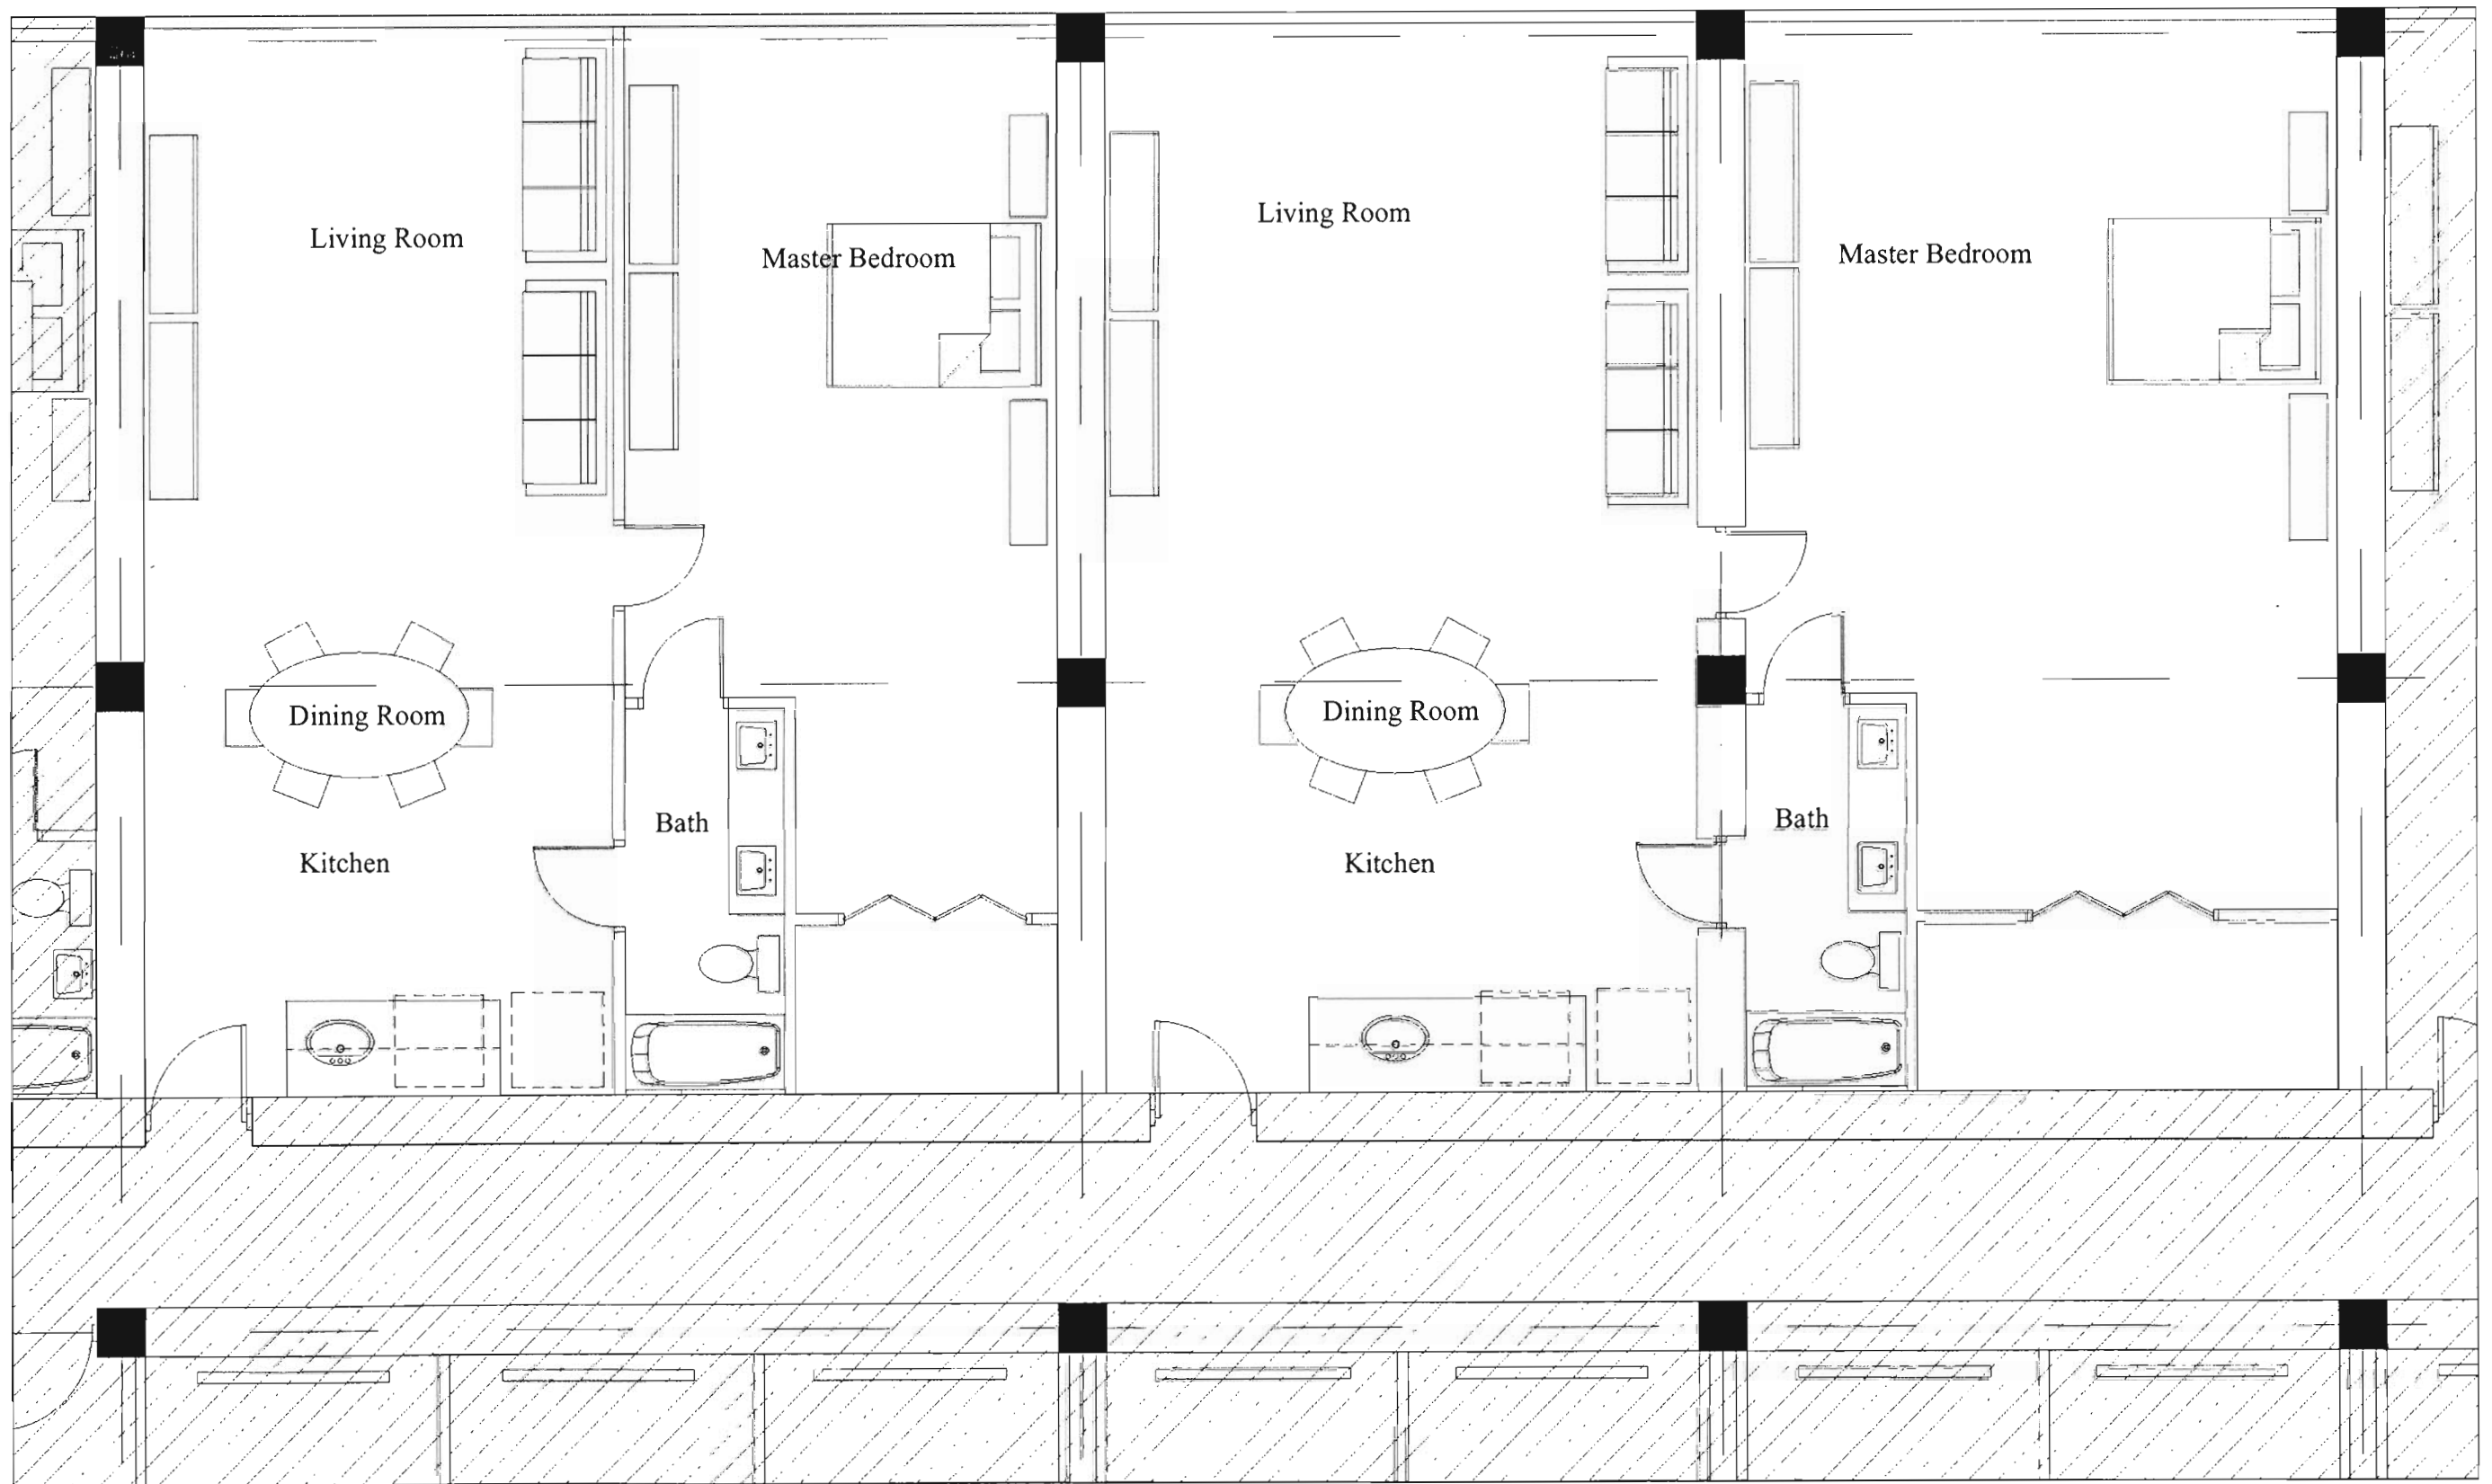 Living Room
Master Bedroom
Living Room
Master Bedroom
Dining Room
Dining Room
Bath
Bath
Kitchen
Kitchen